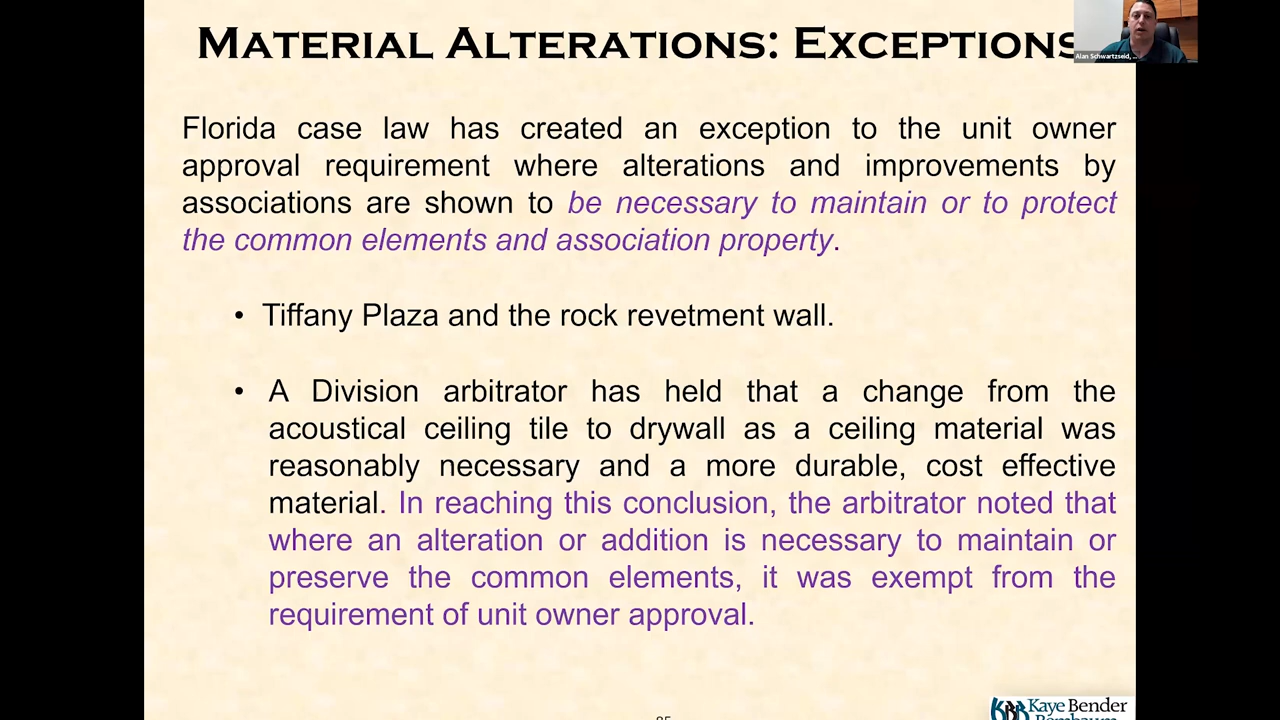 MATERIAL ALTERATIONS: EXCEPTIONS
Alan Schwartzseid, ...
Florida case law has created an exception to the unit owner
approval requirement where alterations and improvements by
associations are shown to be necessary to maintain or to protect
the common elements and association property.
• Tiffany Plaza and the rock revetment wall.
• A Division arbitrator has held that a change from the
acoustical ceiling tile to drywall as a ceiling material was
reasonably necessary and a more durable, cost effective
material. In reaching this conclusion, the arbitrator noted that
where an alteration or addition is necessary to maintain or
preserve the common elements, it was exempt from the
requirement of unit owner approval.
KBR Kaye Bender
Rembaum